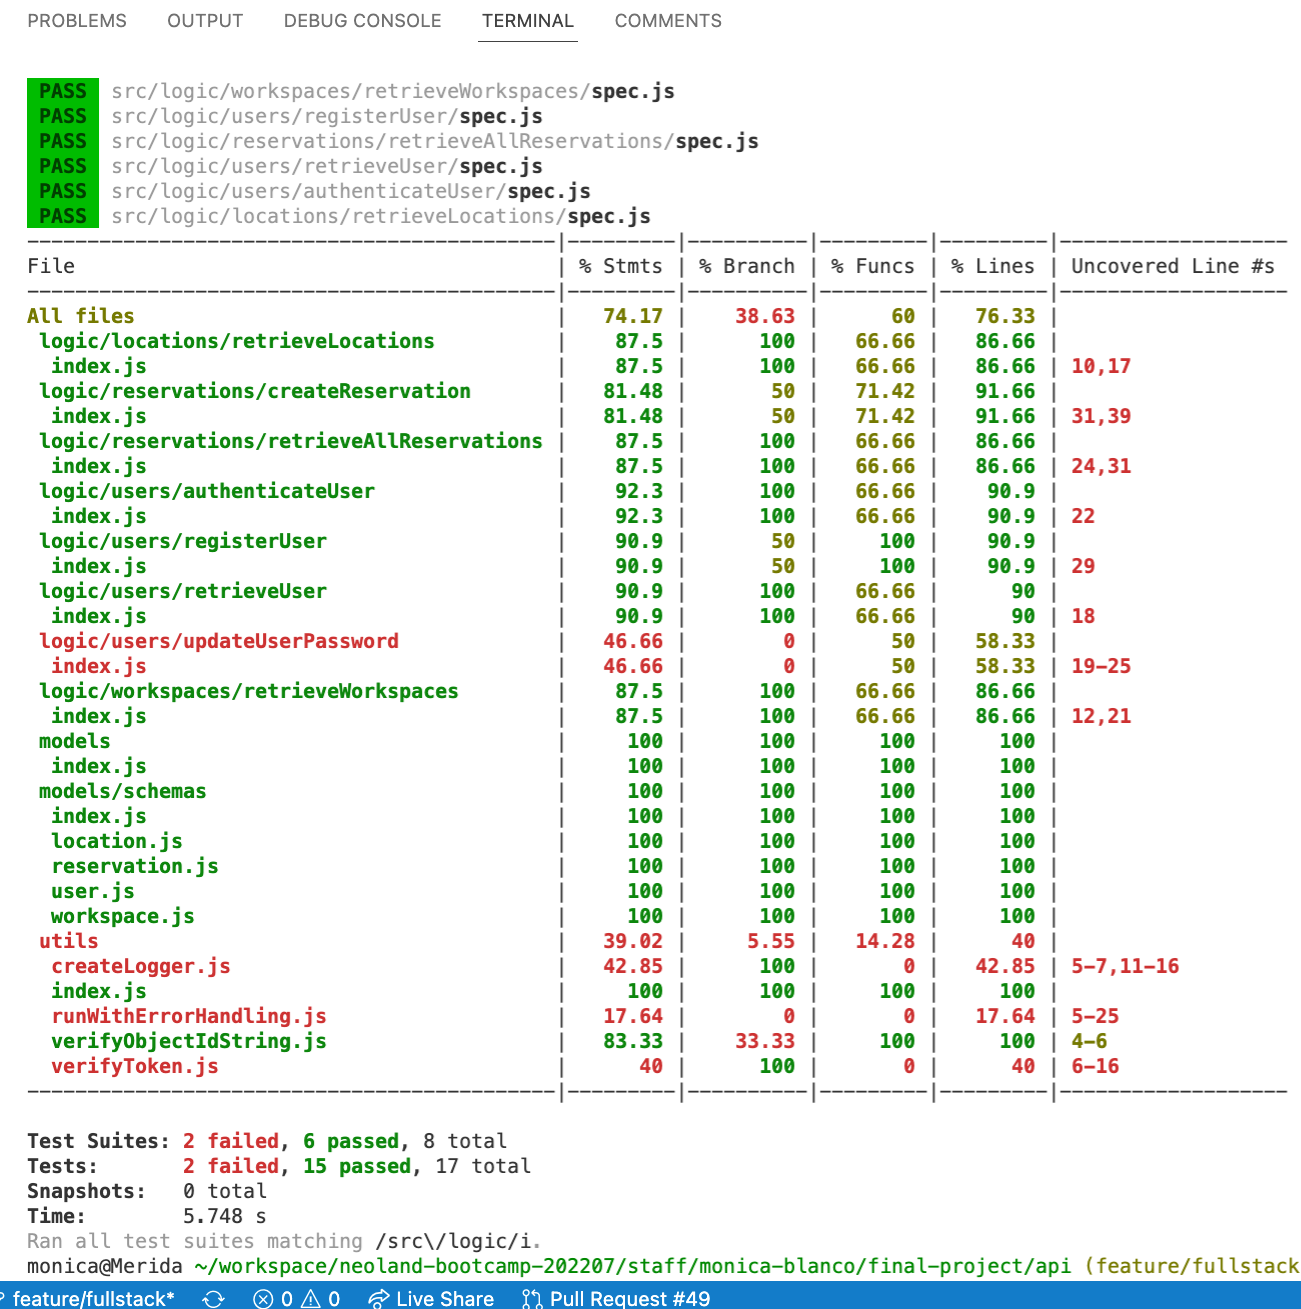 PROBLEMS OUTPUT DEBUG CONSOLE TERMINAL COMMENTS
PASS src/logic/workspaces/retrieveWorkspaces/spec.js
PASS src/logic/users/registerUser/spec.js
PASS src/logic/reservations/retrieveAllReservations/spec.js
PASS src/logic/users/retrieveUser/spec.js
PASS src/logic/users/authenticateUser/spec.js
PASS src/logic/locations/retrieveLocations/spec.js
--------------------------------------------|---------|----------|---------|---------|-------------------
File | % Stmts | % Branch | % Funcs | % Lines | Uncovered Line #s
--------------------------------------------|---------|----------|---------|---------|-------------------
All files | 74.17 | 38.63 | 60 | 76.33 |
logic/locations/retrieveLocations | 87.5 | 100 | 66.66 | 86.66 |
index.js | 87.5 | 100 | 66.66 | 86.66 | 10,17
logic/reservations/createReservation | 81.48 | 50 | 71.42 | 91.66 |
index.js | 81.48 | 50 | 71.42 | 91.66 | 31,39
logic/reservations/retrieveAllReservations | 87.5 | 100 | 66.66 | 86.66 |
index.js | 87.5 | 100 | 66.66 | 86.66 | 24,31
logic/users/authenticateUser | 92.3 | 100 | 66.66 | 90.9 |
index.js | 92.3 | 100 | 66.66 | 90.9 | 22
logic/users/registerUser | 90.9 | 50 | 100 | 90.9 |
index.js | 90.9 | 50 | 100 | 90.9 | 29
logic/users/retrieveUser | 90.9 | 100 | 66.66 | 90 |
index.js | 90.9 | 100 | 66.66 | 90 | 18
logic/users/updateUserPassword | 46.66 | 0 | 50 | 58.33 |
index.js | 46.66 | 0 | 50 | 58.33 | 19-25
logic/workspaces/retrieveWorkspaces | 87.5 | 100 | 66.66 | 86.66 |
index.js | 87.5 | 100 | 66.66 | 86.66 | 12,21
models | 100 | 100 | 100 | 100 |
index.js | 100 | 100 | 100 | 100 |
models/schemas | 100 | 100 | 100 | 100 |
index.js | 100 | 100 | 100 | 100 |
location.js | 100 | 100 | 100 | 100 |
reservation.js | 100 | 100 | 100 | 100 |
user.js | 100 | 100 | 100 | 100 |
workspace.js | 100 | 100 | 100 | 100 |
utils | 39.02 | 5.55 | 14.28 | 40 |
createLogger.js | 42.85 | 100 | 0 | 42.85 | 5-7,11-16
index.js | 100 | 100 | 100 | 100 |
runWithErrorHandling.js | 17.64 | 0 | 0 | 17.64 | 5-25
verifyObjectIdString.js | 83.33 | 33.33 | 100 | 100 | 4-6
verifyToken.js | 40 | 100 | 0 | 40 | 6-16
--------------------------------------------|---------|----------|---------|---------|-------------------
Test Suites: 2 failed, 6 passed, 8 total
Tests: 2 failed, 15 passed, 17 total
Snapshots: 0 total
Time: 5.748 s
Ran all test suites matching /src\/logic/i.
monica@Merida ~/workspace/neoland-bootcamp-202207/staff/monica-blanco/final-project/api (feature/fullstack
feature/fullstack* 0 0 Live Share Pull Request #49